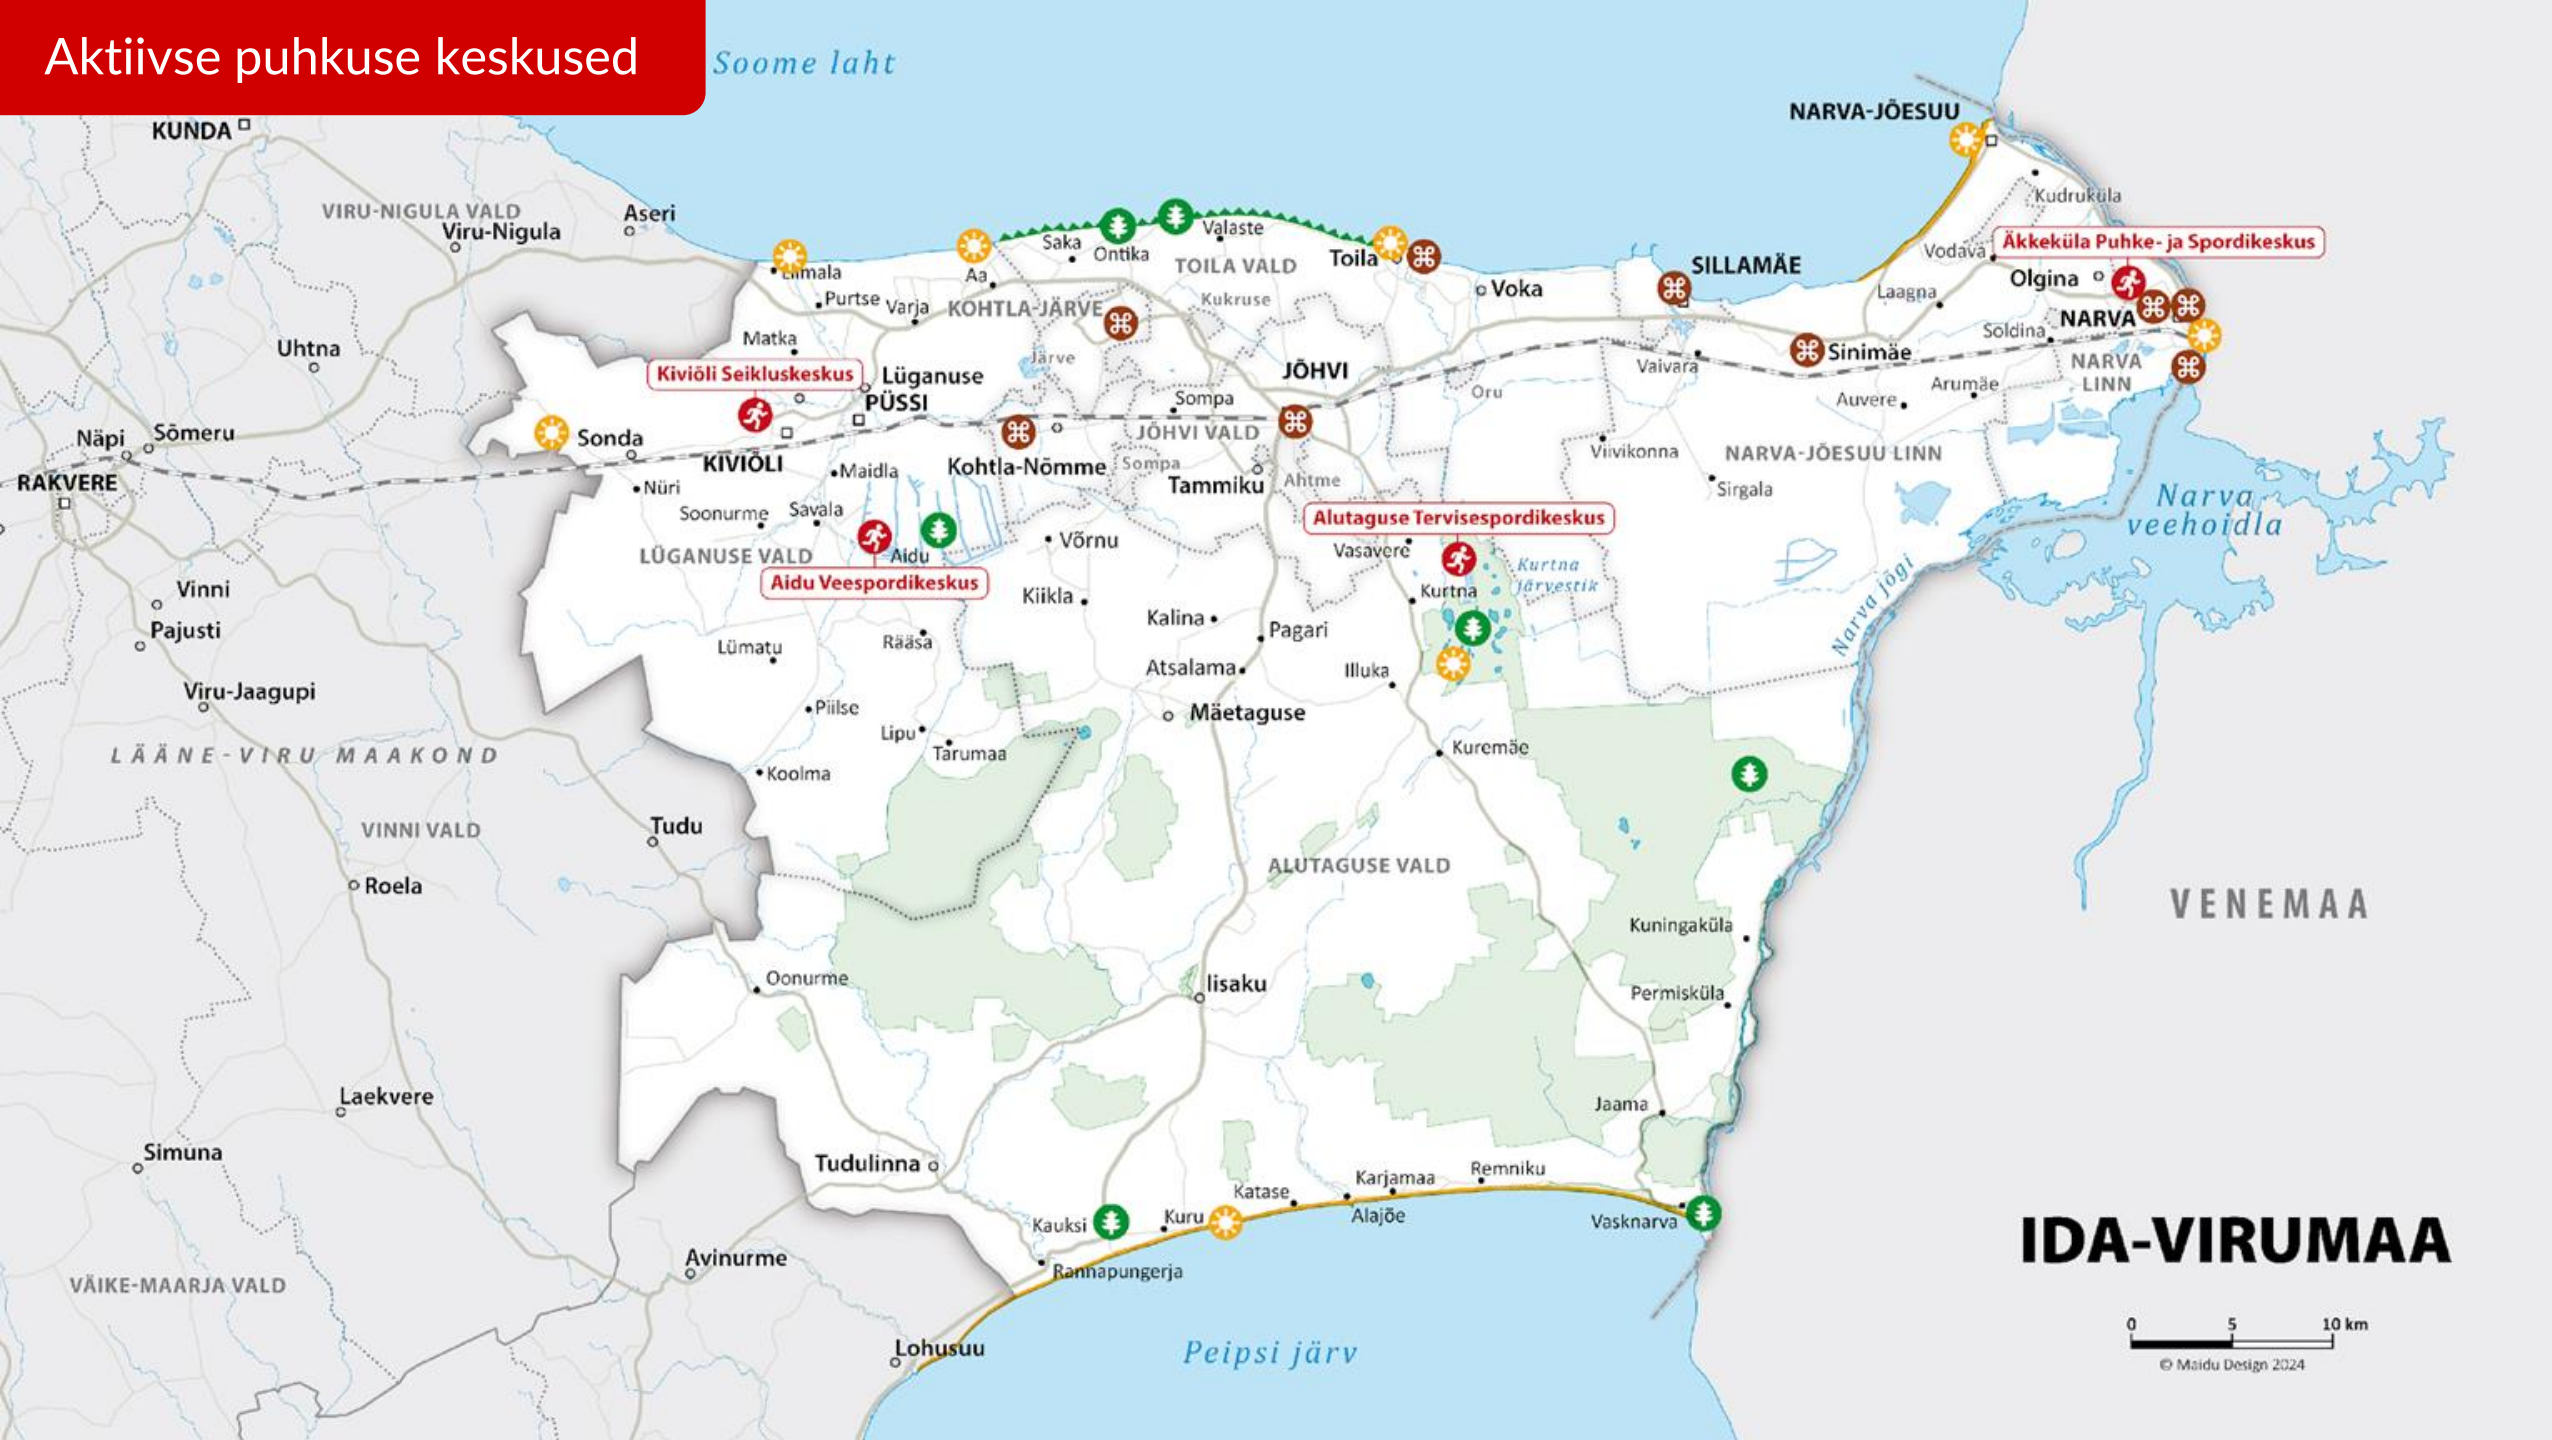 Aktiivse puhkuse keskused
Soome laht
KUNDA
NARVA-JÕESUU
VIRU-NIGULA VALD
Viru-Nigula
Aseri
Kudruküla
Äkkeküla Puhke- ja Spordikeskus
Saka
Ontika
Valaste
Toila
TOILA VALD
SILLAMÄE
Vodava
Olgina
Liimala
Aa
Purtse
Varja
KOHTLA-JÄRVE
Kukruse
Voka
Laagna
NARVA
Soldina
Matka
Uhtna
Järve
JÕHVI
Sinimäe
Vaivara
NARVA
LINN
Kiviõli Seikluskeskus
Lüganuse
PÜSSI
Sompa
Oru
Auvere
Arumäe
Näpi
Sõmeru
Sonda
JÕHVI VALD
Viivikonna
NARVA-JÕESUU LINN
RAKVERE
KIVIÕLI
Maidla
Kohtla-Nõmme
Sompa
Tammiku
Ahtme
Nüri
Sirgala
Narva
veehoidla
Soonurme
Savala
Alutaguse Tervisespordikeskus
LÜGANUSE VALD
Aidu
Võrnu
Vasavere
Kurtna
järvestik
Aidu Veespordikeskus
Vinni
Kiikla
Kurtna
Narva jõgi
Pajusti
Kalina
Pagari
Lümatu
Rääsa
Atsalama
Illuka
Viru-Jaagupi
Piilse
Mäetaguse
Lipu
Tarumaa
Kuremäe
LÄÄNE-VIRU MAAKOND
Koolma
VINNI VALD
Tudu
ALUTAGUSE VALD
Roela
VENEMAA
Kuningaküla
Oonurme
Iisaku
Permisküla
Laekvere
Jaama
Simuna
Tudulinna
Katase
Karjamaa
Remniku
Kauksi
Kuru
Alajõe
Vasknarva
IDA-VIRUMAA
Avinurme
Rannapungerja
VÄIKE-MAARJA VALD
0 5 10 km
Lohusuu
Peipsi järv
© Maidu Design 2024